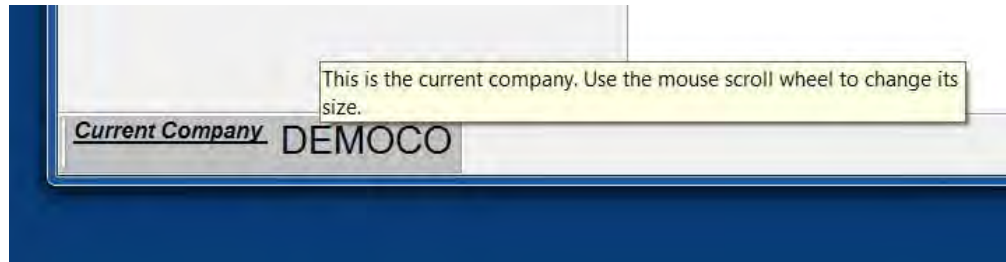 This is the current company. Use the mouse scroll wheel to change its
size.
Current Company DEMOCO